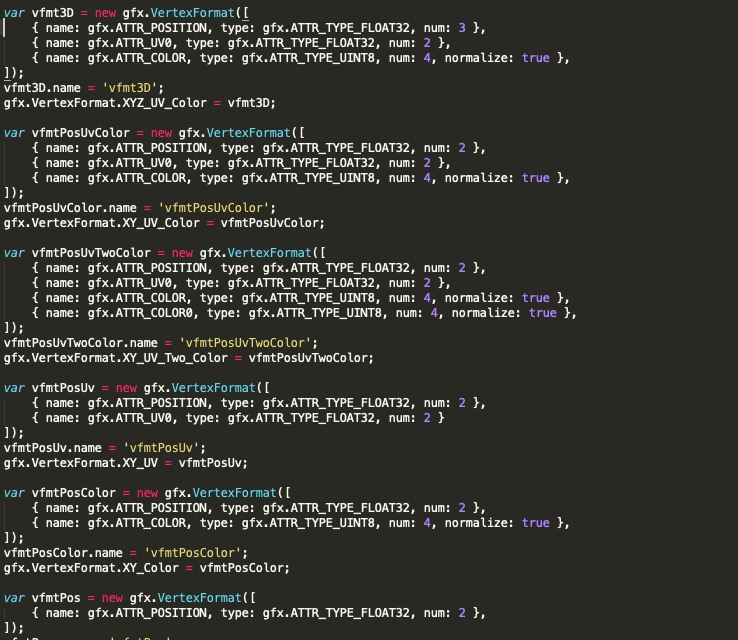 var vfmt3D = new gfx.VertexFormat([
    { name: gfx.ATTR_POSITION, type: gfx.ATTR_TYPE_FLOAT32, num: 3 },
    { name: gfx.ATTR_UV0, type: gfx.ATTR_TYPE_FLOAT32, num: 2 },
    { name: gfx.ATTR_COLOR, type: gfx.ATTR_TYPE_UINT8, num: 4, normalize: true },
]);
vfmt3D.name = 'vfmt3D';
gfx.VertexFormat.XYZ_UV_Color = vfmt3D;

var vfmtPosUvColor = new gfx.VertexFormat([
    { name: gfx.ATTR_POSITION, type: gfx.ATTR_TYPE_FLOAT32, num: 2 },
    { name: gfx.ATTR_UV0, type: gfx.ATTR_TYPE_FLOAT32, num: 2 },
    { name: gfx.ATTR_COLOR, type: gfx.ATTR_TYPE_UINT8, num: 4, normalize: true },
]);
vfmtPosUvColor.name = 'vfmtPosUvColor';
gfx.VertexFormat.XY_UV_Color = vfmtPosUvColor;

var vfmtPosUvTwoColor = new gfx.VertexFormat([
    { name: gfx.ATTR_POSITION, type: gfx.ATTR_TYPE_FLOAT32, num: 2 },
    { name: gfx.ATTR_UV0, type: gfx.ATTR_TYPE_FLOAT32, num: 2 },
    { name: gfx.ATTR_COLOR, type: gfx.ATTR_TYPE_UINT8, num: 4, normalize: true },
    { name: gfx.ATTR_COLOR0, type: gfx.ATTR_TYPE_UINT8, num: 4, normalize: true },
]);
vfmtPosUvTwoColor.name = 'vfmtPosUvTwoColor';
gfx.VertexFormat.XY_UV_Two_Color = vfmtPosUvTwoColor;

var vfmtPosUv = new gfx.VertexFormat([
    { name: gfx.ATTR_POSITION, type: gfx.ATTR_TYPE_FLOAT32, num: 2 },
    { name: gfx.ATTR_UV0, type: gfx.ATTR_TYPE_FLOAT32, num: 2 }
]);
vfmtPosUv.name = 'vfmtPosUv';
gfx.VertexFormat.XY_UV = vfmtPosUv;

var vfmtPosColor = new gfx.VertexFormat([
    { name: gfx.ATTR_POSITION, type: gfx.ATTR_TYPE_FLOAT32, num: 2 },
    { name: gfx.ATTR_COLOR, type: gfx.ATTR_TYPE_UINT8, num: 4, normalize: true },
]);
vfmtPosColor.name = 'vfmtPosColor';
gfx.VertexFormat.XY_Color = vfmtPosColor;

var vfmtPos = new gfx.VertexFormat([
    { name: gfx.ATTR_POSITION, type: gfx.ATTR_TYPE_FLOAT32, num: 2 },
]);